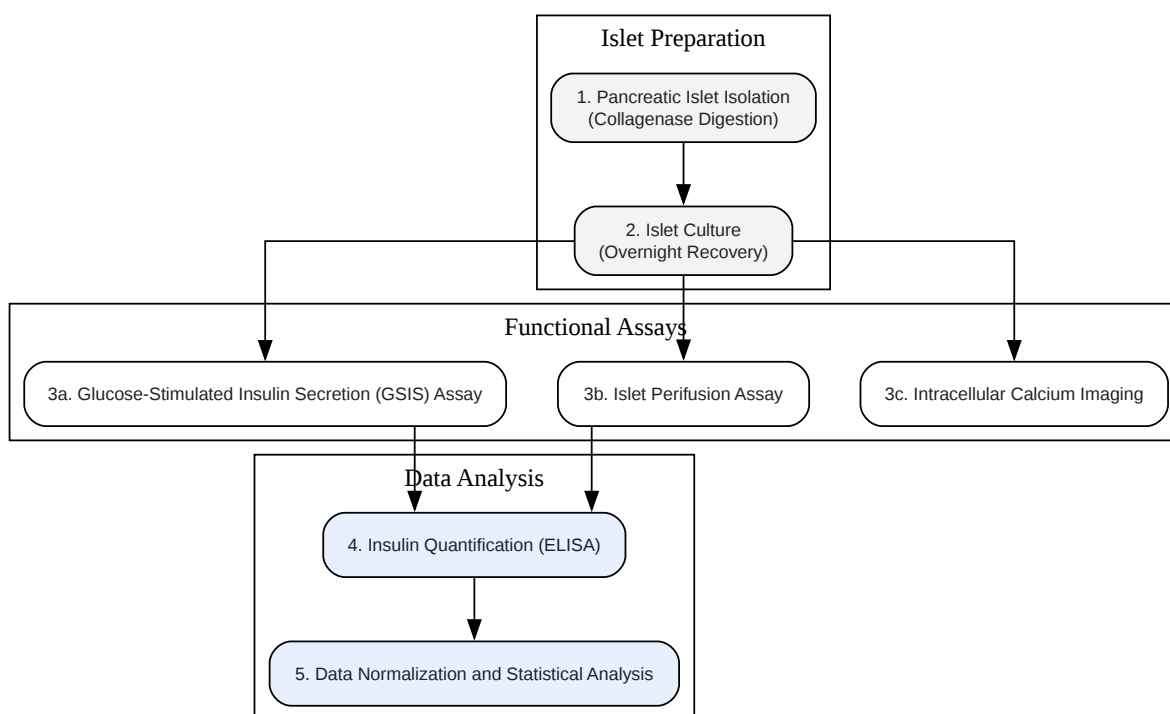 Islet Preparation
1. Pancreatic Islet Isolation
(Collagenase Digestion)
2. Islet Culture
(Overnight Recovery)
Functional Assays
3a. Glucose-Stimulated Insulin Secretion (GSIS) Assay
3b. Islet Perifusion Assay
3c. Intracellular Calcium Imaging
Data Analysis
4. Insulin Quantification (ELISA)
5. Data Normalization and Statistical Analysis